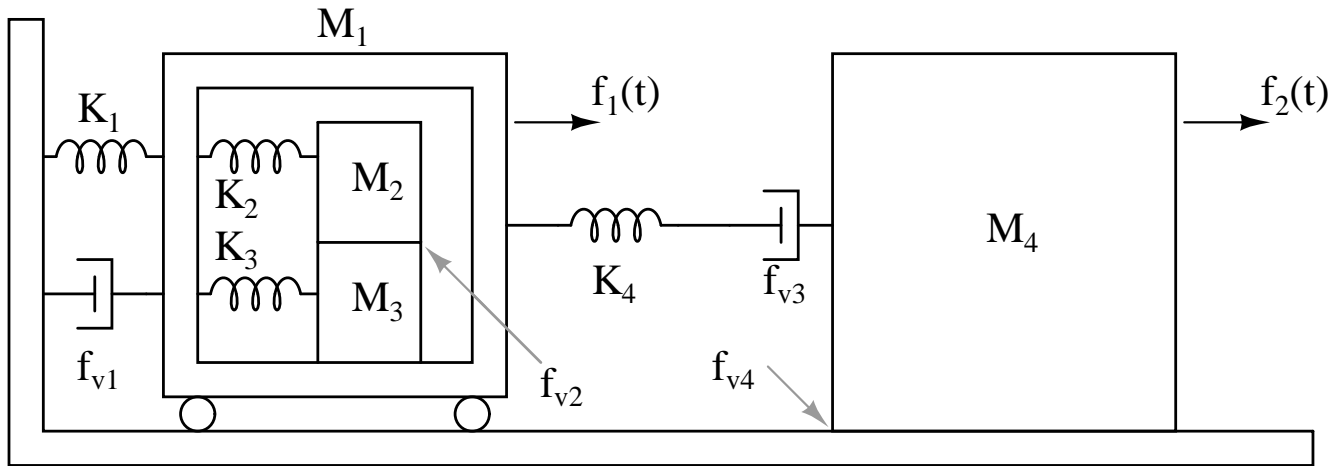 M₁
f₁(t)
f₂(t)
K₁
K₂
M₂
K₃
M₃
M₄
K₄
fᵥ₃
fᵥ₁
fᵥ₂
fᵥ₄